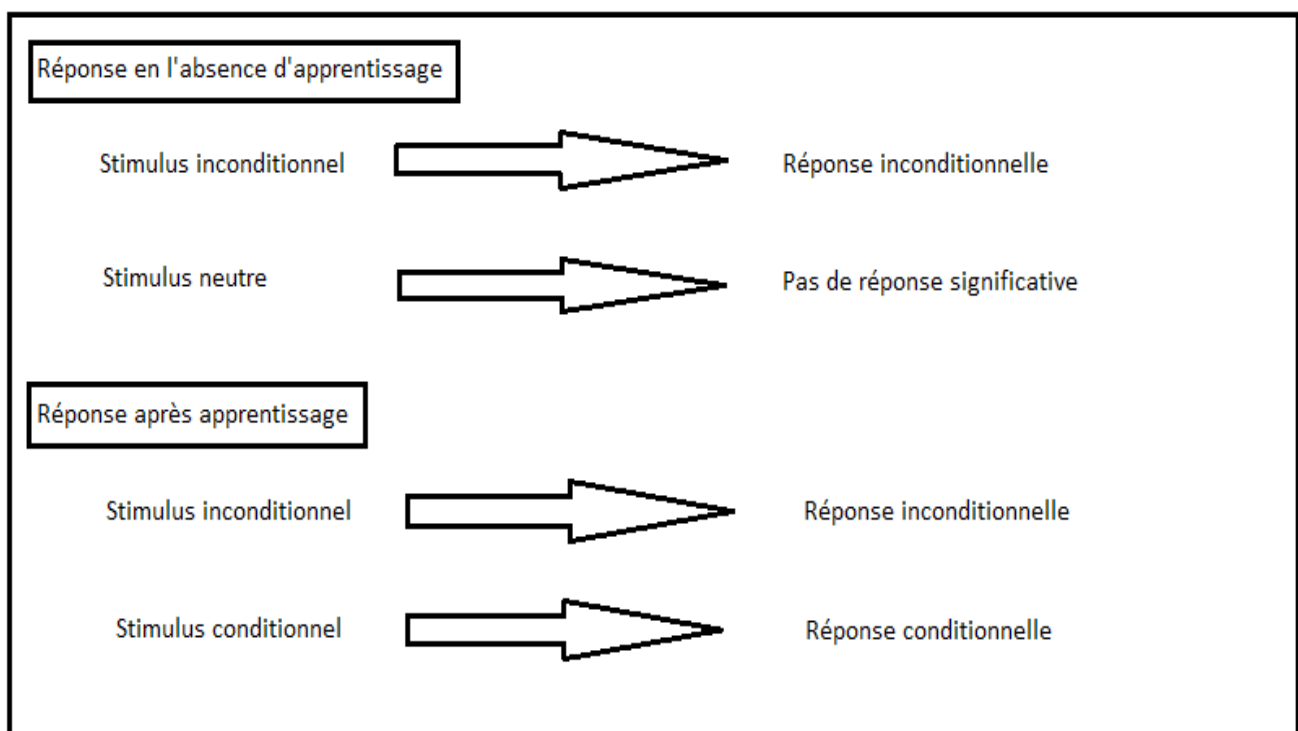 Réponse en l'absence d'apprentissage
Stimulus inconditionnel Réponse inconditionnelle
Stimulus neutre Pas de réponse significative
Réponse après apprentissage
Stimulus inconditionnel Réponse inconditionnelle
Stimulus conditionnel Réponse conditionnelle